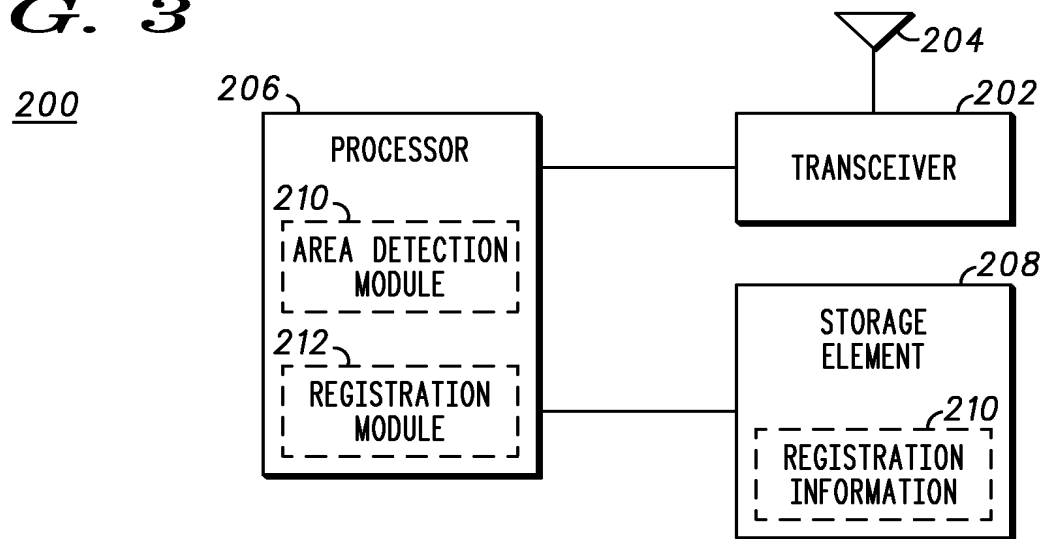 G. 3
200
204
206
202
PROCESSOR
TRANSCEIVER
210
AREA DETECTION
MODULE
208
STORAGE
ELEMENT
212
REGISTRATION
MODULE
210
REGISTRATION
INFORMATION